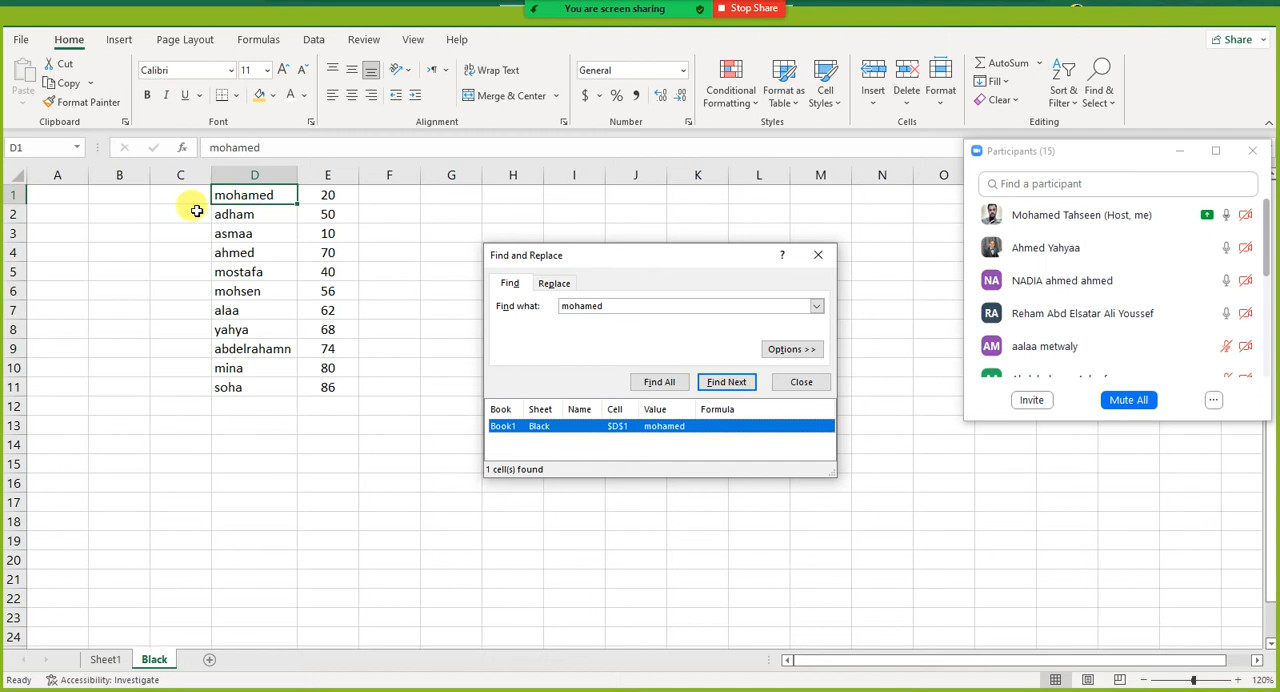 You are screen sharing Stop Share
File Home Insert Page Layout Formulas Data Review View Help Share
Paste
Cut
Copy
Format Painter
Clipboard
Calibri 11
B I U
Font
Wrap Text
Merge & Center
Alignment
General
$ % ,
Number
Conditional Formatting
Format as Table
Cell Styles
Styles
Insert Delete Format
Cells
AutoSum
Fill
Clear
Sort & Filter
Find & Select
Editing
D1 fx mohamed
A B C D E F G H I J K L M N O
1 mohamed 20
2 adham 50
3 asmaa 10
4 ahmed 70
5 mostafa 40
6 mohsen 56
7 alaa 62
8 yahya 68
9 abdelrahamn 74
10 mina 80
11 soha 86
12
13
14
15
16
17
18
19
20
21
22
23
24
Find and Replace ?
Find Replace
Find what: mohamed
Options >>
Find All Find Next Close
Book Sheet Name Cell Value Formula
Book1 Black $D$1 mohamed
1 cell(s) found
Participants (15)
Find a participant
Mohamed Tahseen (Host, me)
Ahmed Yahyaa
NA NADIA ahmed ahmed
RA Reham Abd Elsatar Ali Youssef
AM aalaa metwaly
Invite Mute All ...
Sheet1 Black
Ready Accessibility: Investigate 120%